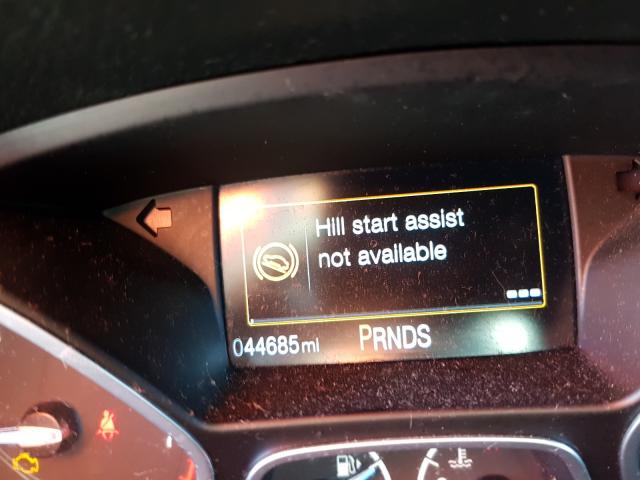 Hill start assist
not available
044685mi PRNDS